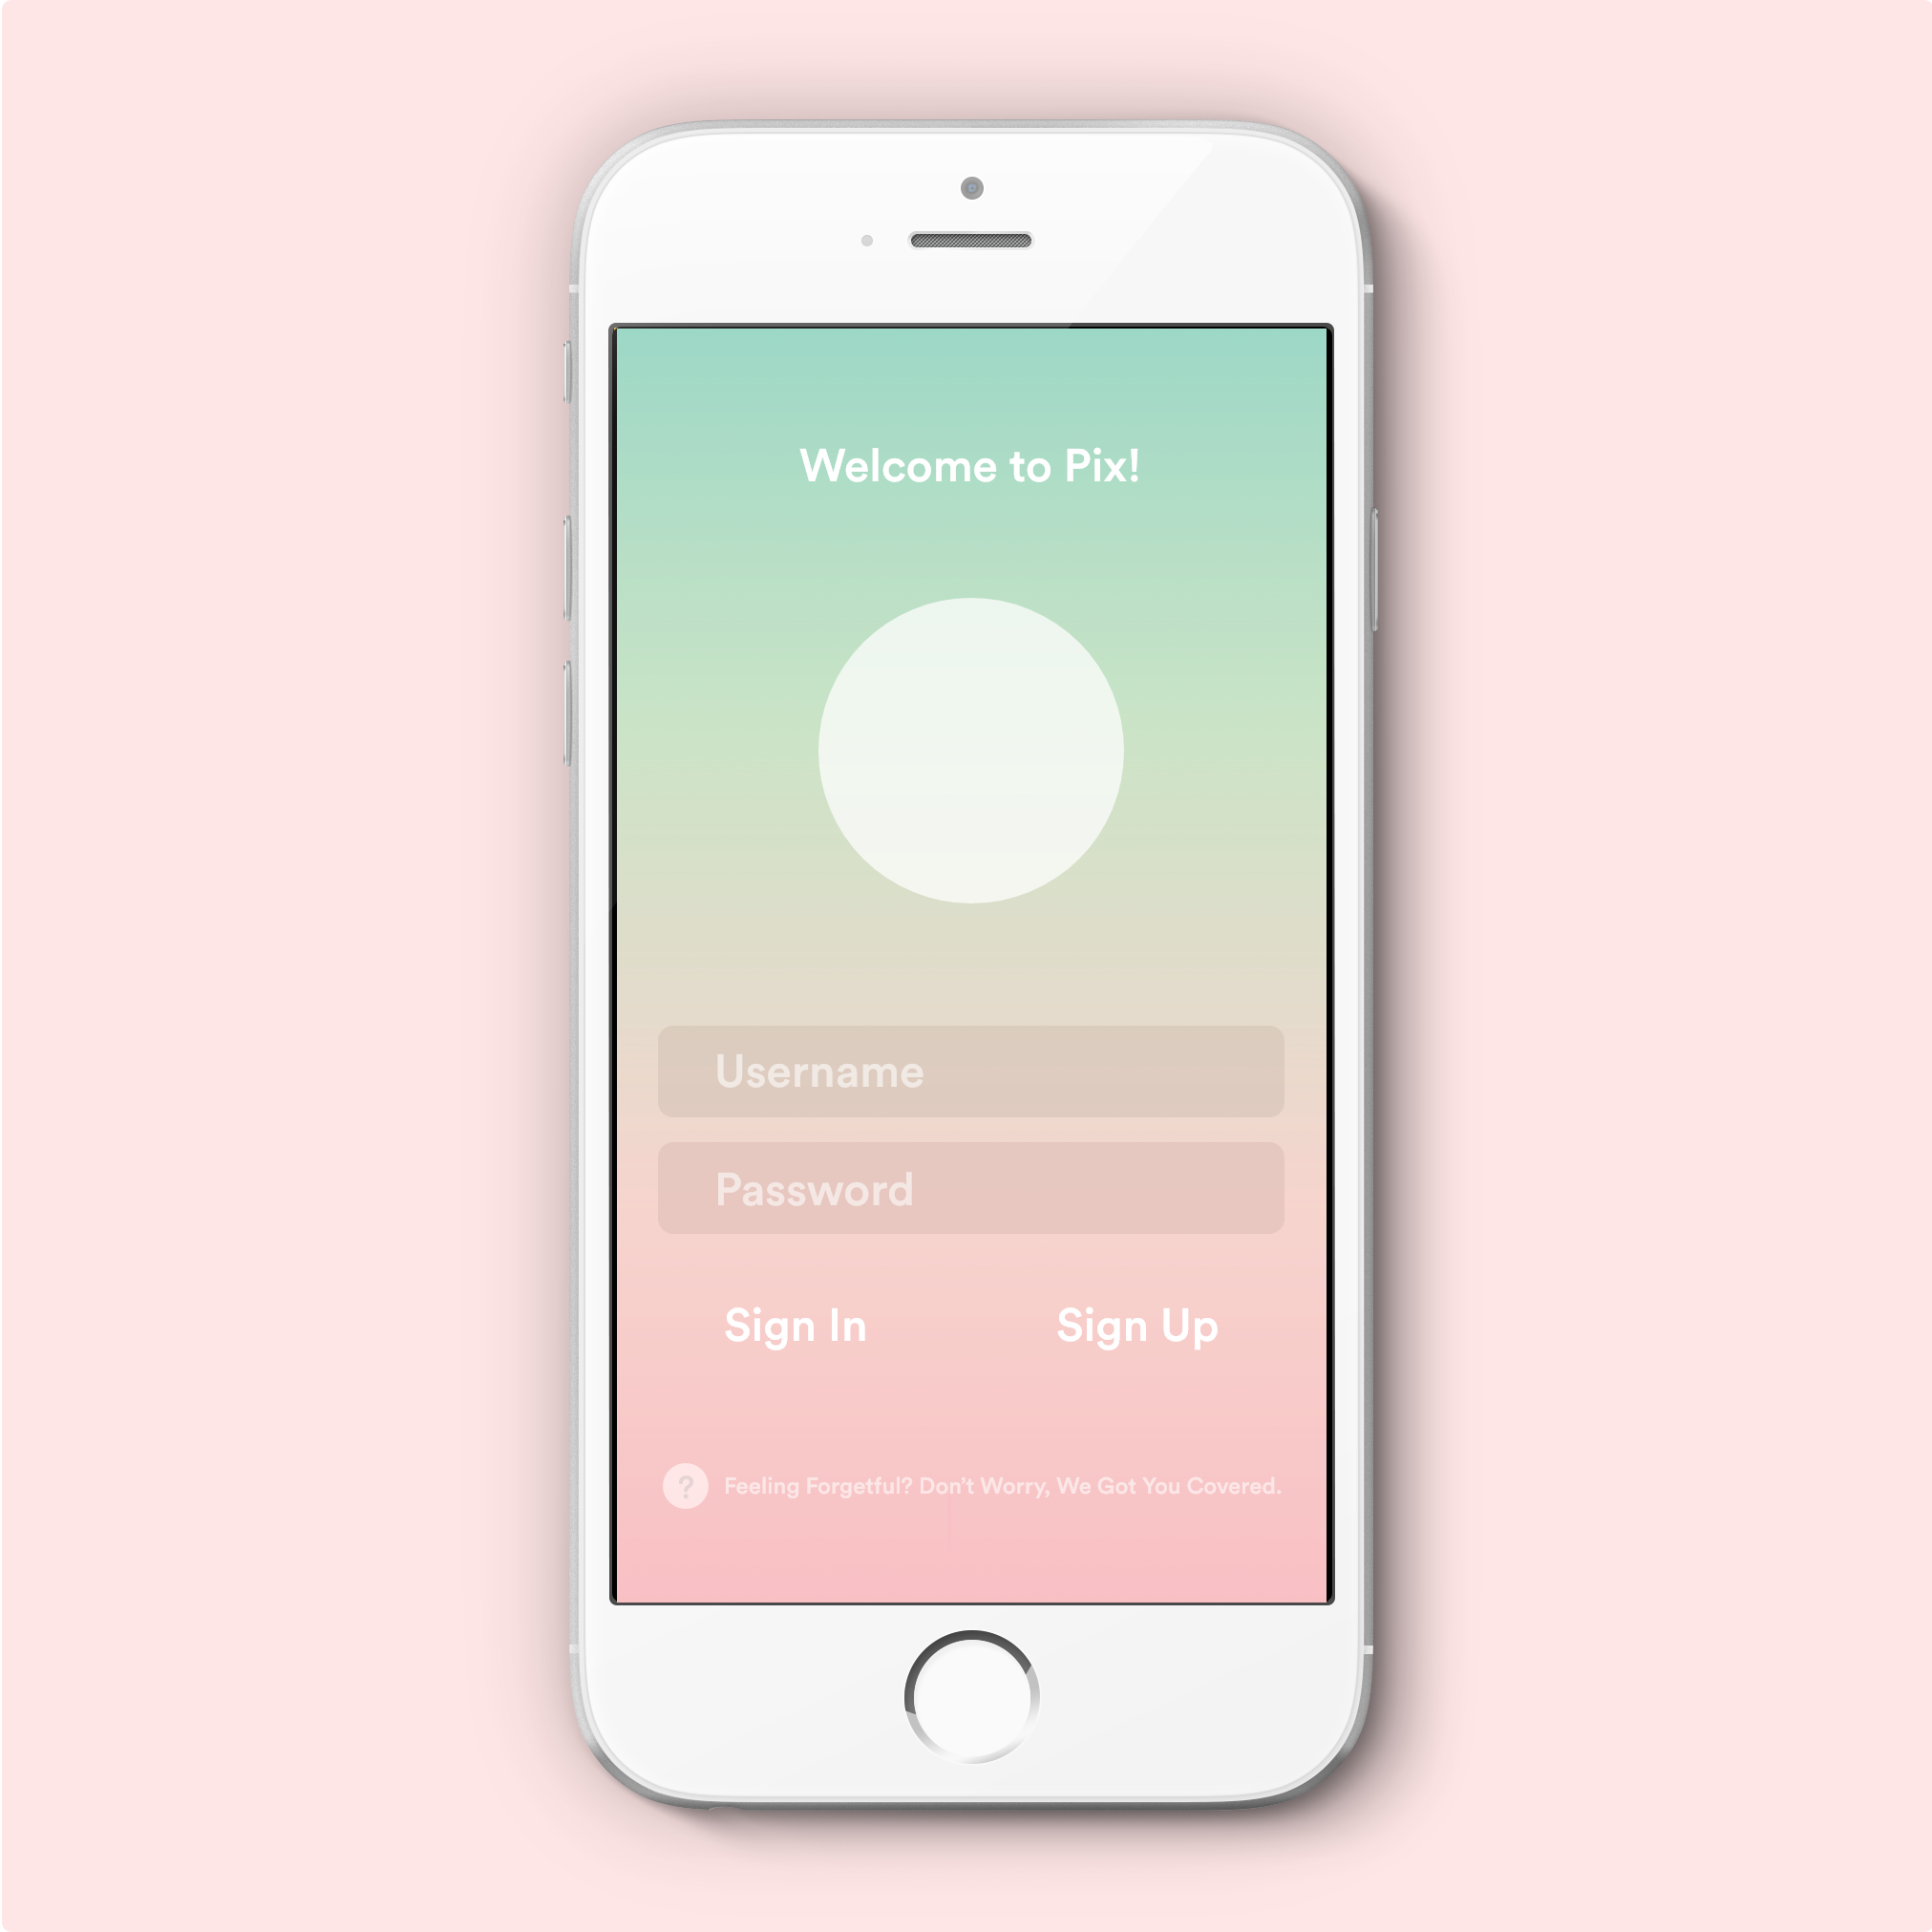 Welcome to Pix!
Username
Password
Sign In
Sign Up
? Feeling Forgetful? Don’t Worry, We Got You Covered.